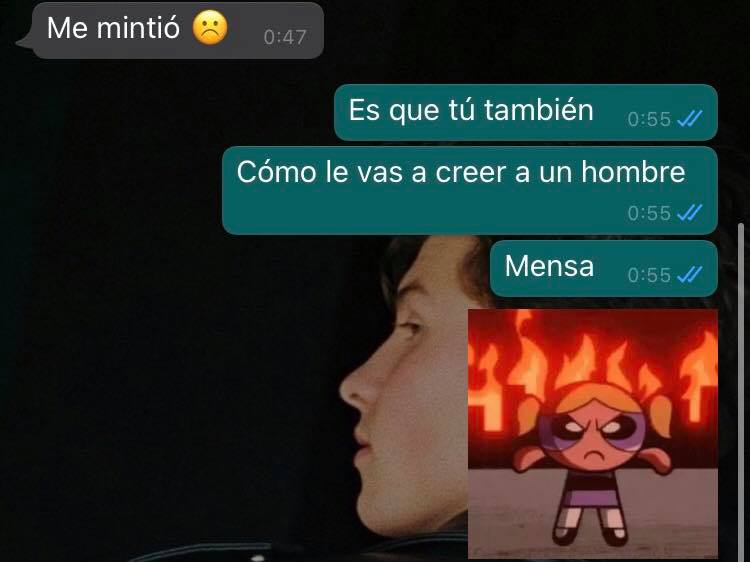 Me mintió ☹️ 0:47
Es que tú también 0:55
Cómo le vas a creer a un hombre
0:55
Mensa 0:55